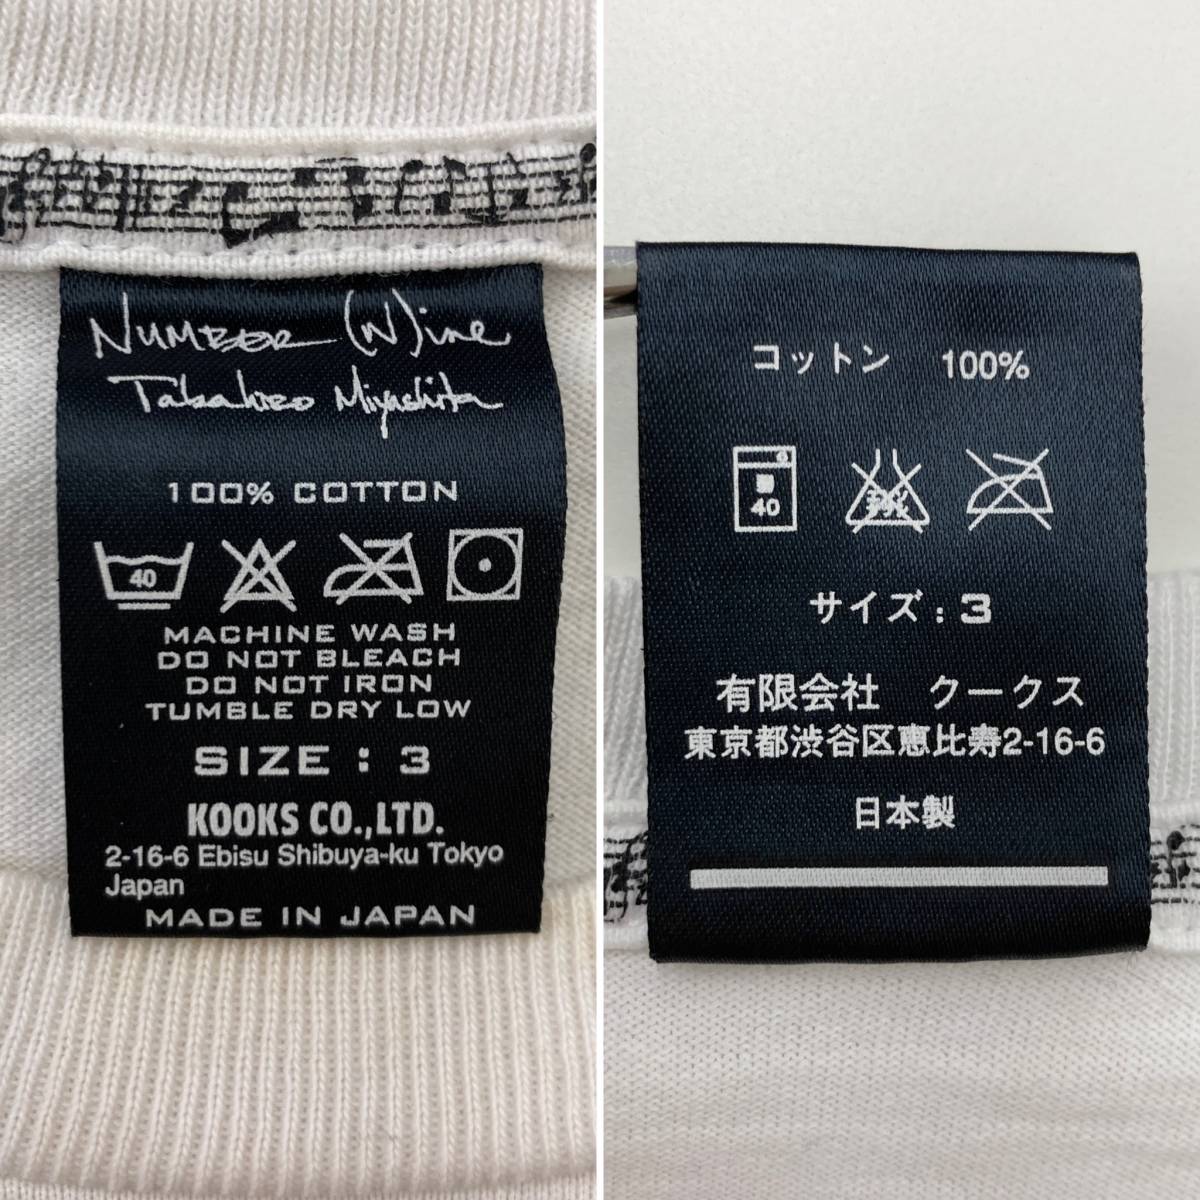 NUMBER (N)ine
Takahiro Miyashita
100% COTTON
40
MACHINE WASH
DO NOT BLEACH
DO NOT IRON
TUMBLE DRY LOW
SIZE : 3
KOOKS CO.,LTD.
2-16-6 Ebisu Shibuya-ku Tokyo
Japan
MADE IN JAPAN
コットン 100%
40
サイズ : 3
有限会社 クークス
東京都渋谷区恵比寿2-16-6
日本製